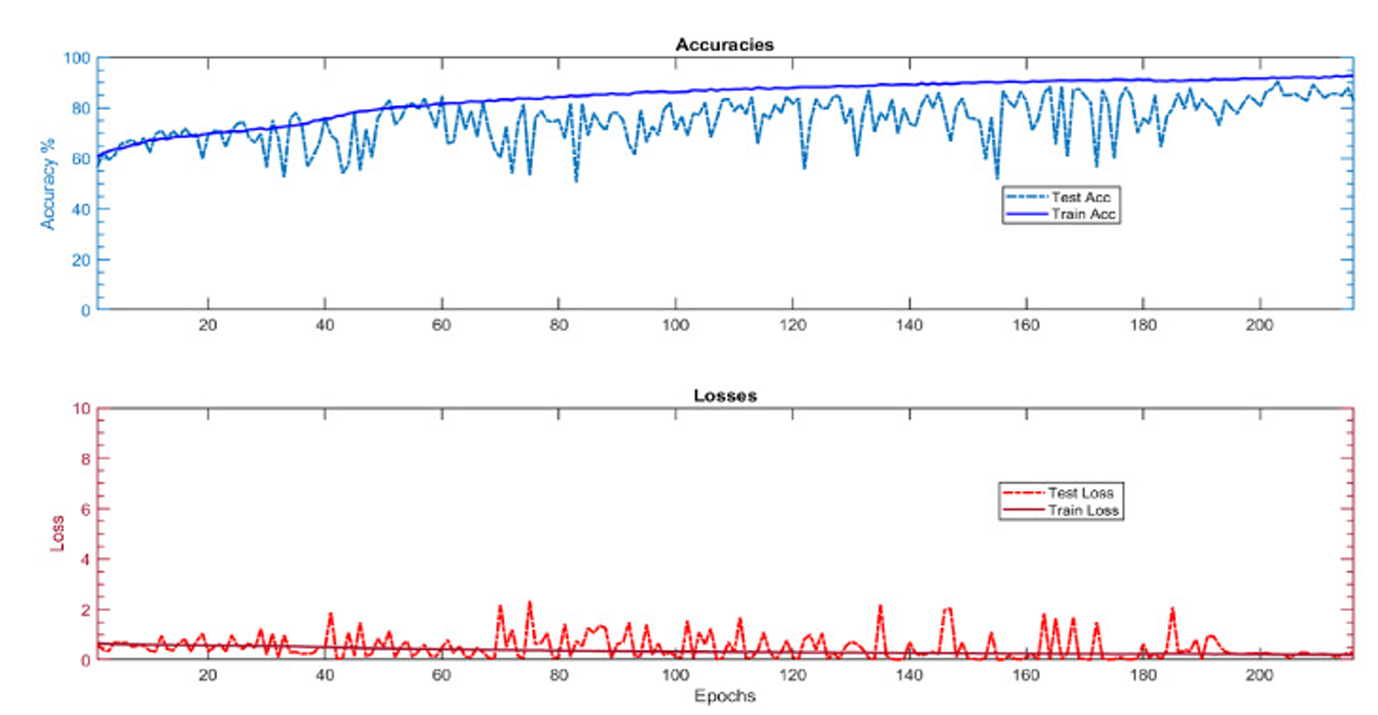 Accuracies
100
80
60
40
20
0
Accuracy %
Test Acc
Train Acc
20 40 60 80 100 120 140 160 180 200
Losses
10
8
6
4
2
0
Loss
Test Loss
Train Loss
20 40 60 80 100 120 140 160 180 200
Epochs